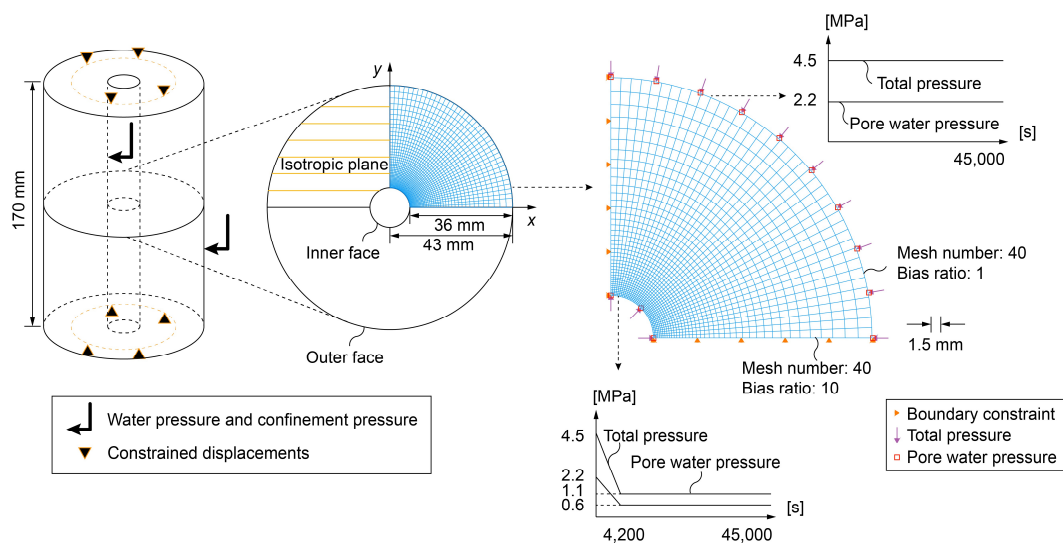 170 mm
y
Isotropic plane
x
36 mm
43 mm
Inner face
Outer face
Water pressure and confinement pressure
Constrained displacements
[MPa]
4.5
Total pressure
2.2
Pore water pressure
[s]
45,000
Mesh number: 40
Bias ratio: 1
1.5 mm
Mesh number: 40
Bias ratio: 10
[MPa]
4.5
Total pressure
Pore water pressure
2.2
1.1
0.6
[s]
4,200
45,000
Boundary constraint
Total pressure
Pore water pressure